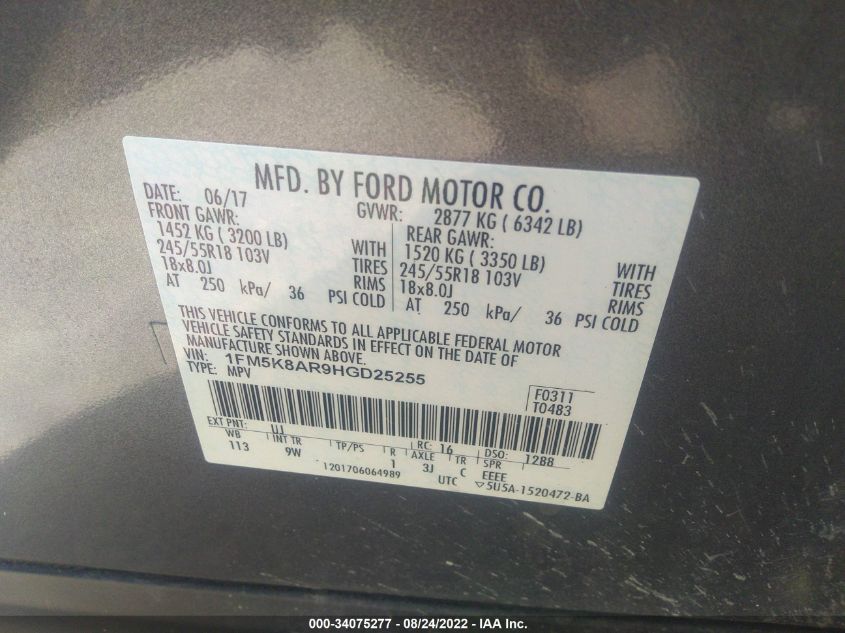 MFD. BY FORD MOTOR CO.
DATE: 06/17 GVWR: 2877 KG ( 6342 LB)
FRONT GAWR: REAR GAWR:
1452 KG ( 3200 LB) WITH 1520 KG ( 3350 LB) WITH
245/55R18 103V TIRES 245/55R18 103V TIRES
18x8.0J RIMS 18x8.0J RIMS
AT 250 kPa/ 36 PSI COLD AT 250 kPa/ 36 PSI COLD
THIS VEHICLE CONFORMS TO ALL APPLICABLE FEDERAL MOTOR
VEHICLE SAFETY STANDARDS IN EFFECT ON THE DATE OF
MANUFACTURE SHOWN ABOVE.
VIN: 1FM5K8AR9HGD25255
TYPE: MPV
F0311
T0483
EXT PNT: UJ RC: 16 DSO: 12B8
WB INT TR TP/PS R AXLE TR SPR
113 9W 1 3J C EEEE
1201706064989 UTC ▽5U5A-1520472-BA
000-34075277 - 08/24/2022 - IAA Inc.